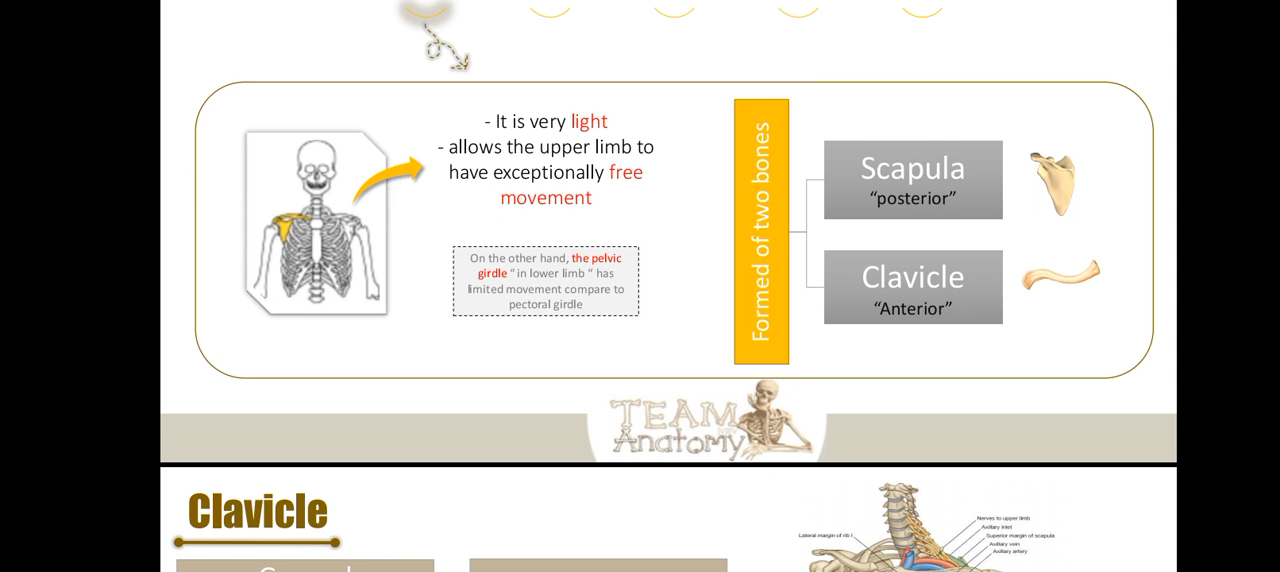 - It is very light
- allows the upper limb to
have exceptionally free
movement
On the other hand, the pelvic
girdle “ in lower limb “ has
limited movement compare to
pectoral girdle
Formed of two bones
Scapula
“posterior”
Clavicle
“Anterior”
TEAM
Anatomy
Clavicle
Nerves to upper limb
Axillary inlet
Lateral margin of rib I
Superior margin of scapula
Axillary vein
Axillary artery